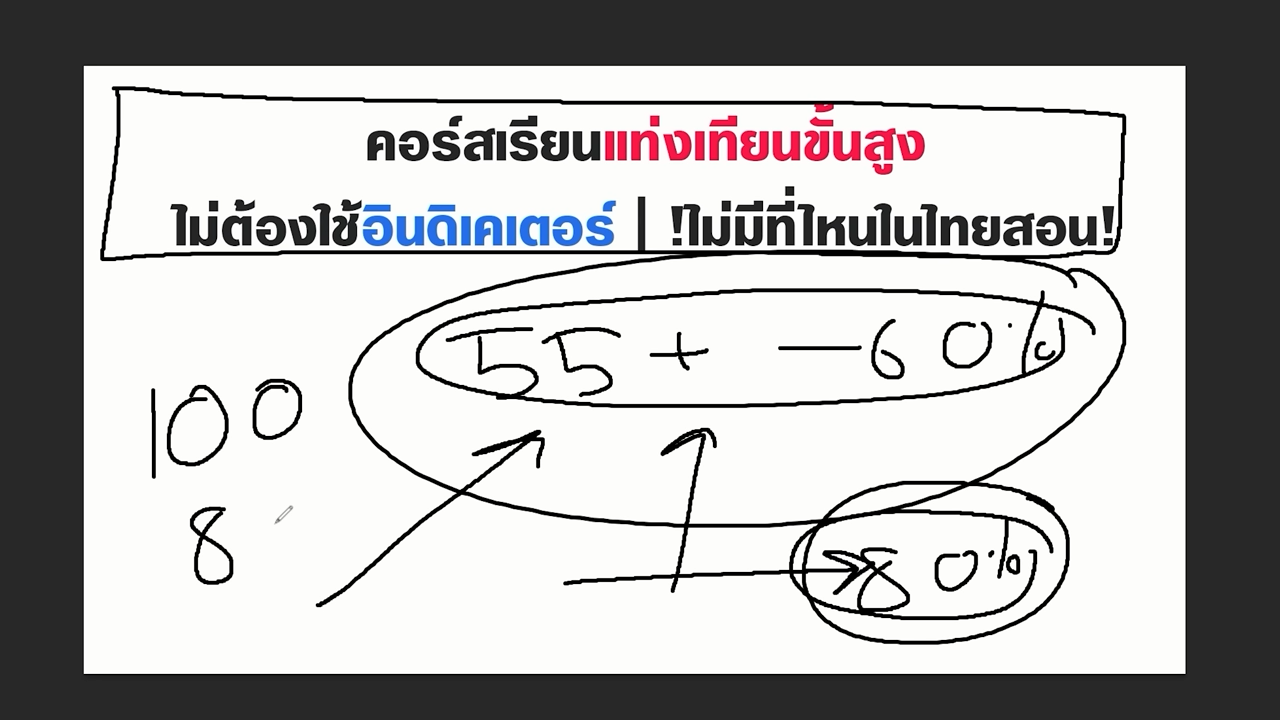 คอร์สเรียนแท่งเทียนขั้นสูง
ไม่ต้องใช้อินดิเคเตอร์ | !ไม่มีที่ไหนในไทยสอน!
55 + - 60%
100
8
80%